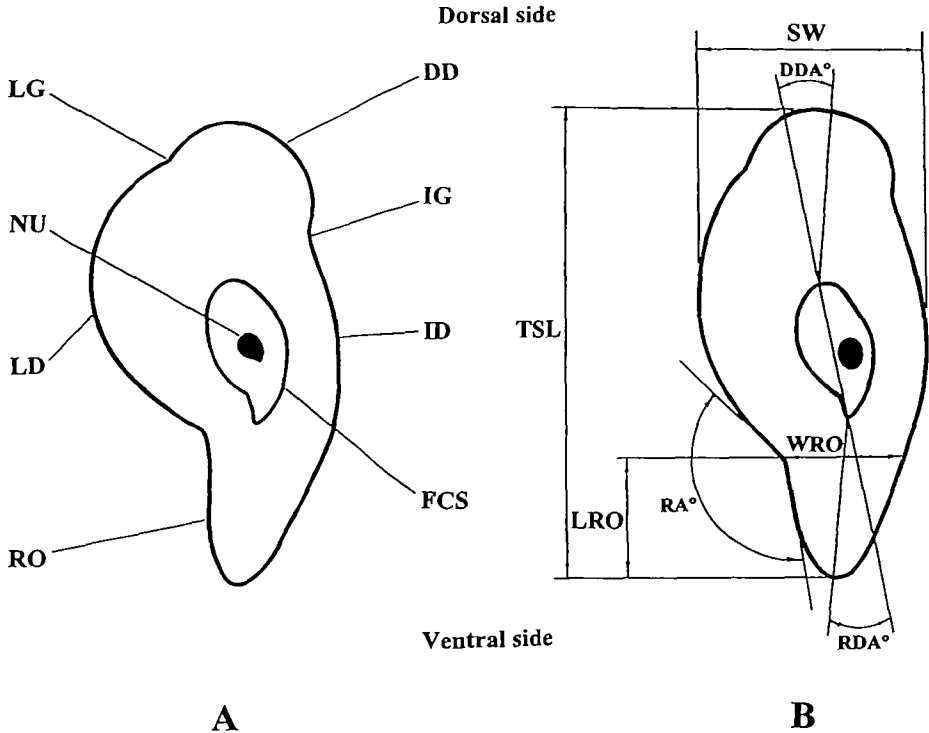 Dorsal side
SW
DD
DDA°
LG
IG
NU
TSL
ID
LD
WRO
FCS
RA°
LRO
RO
Ventral side
RDA°
A
B